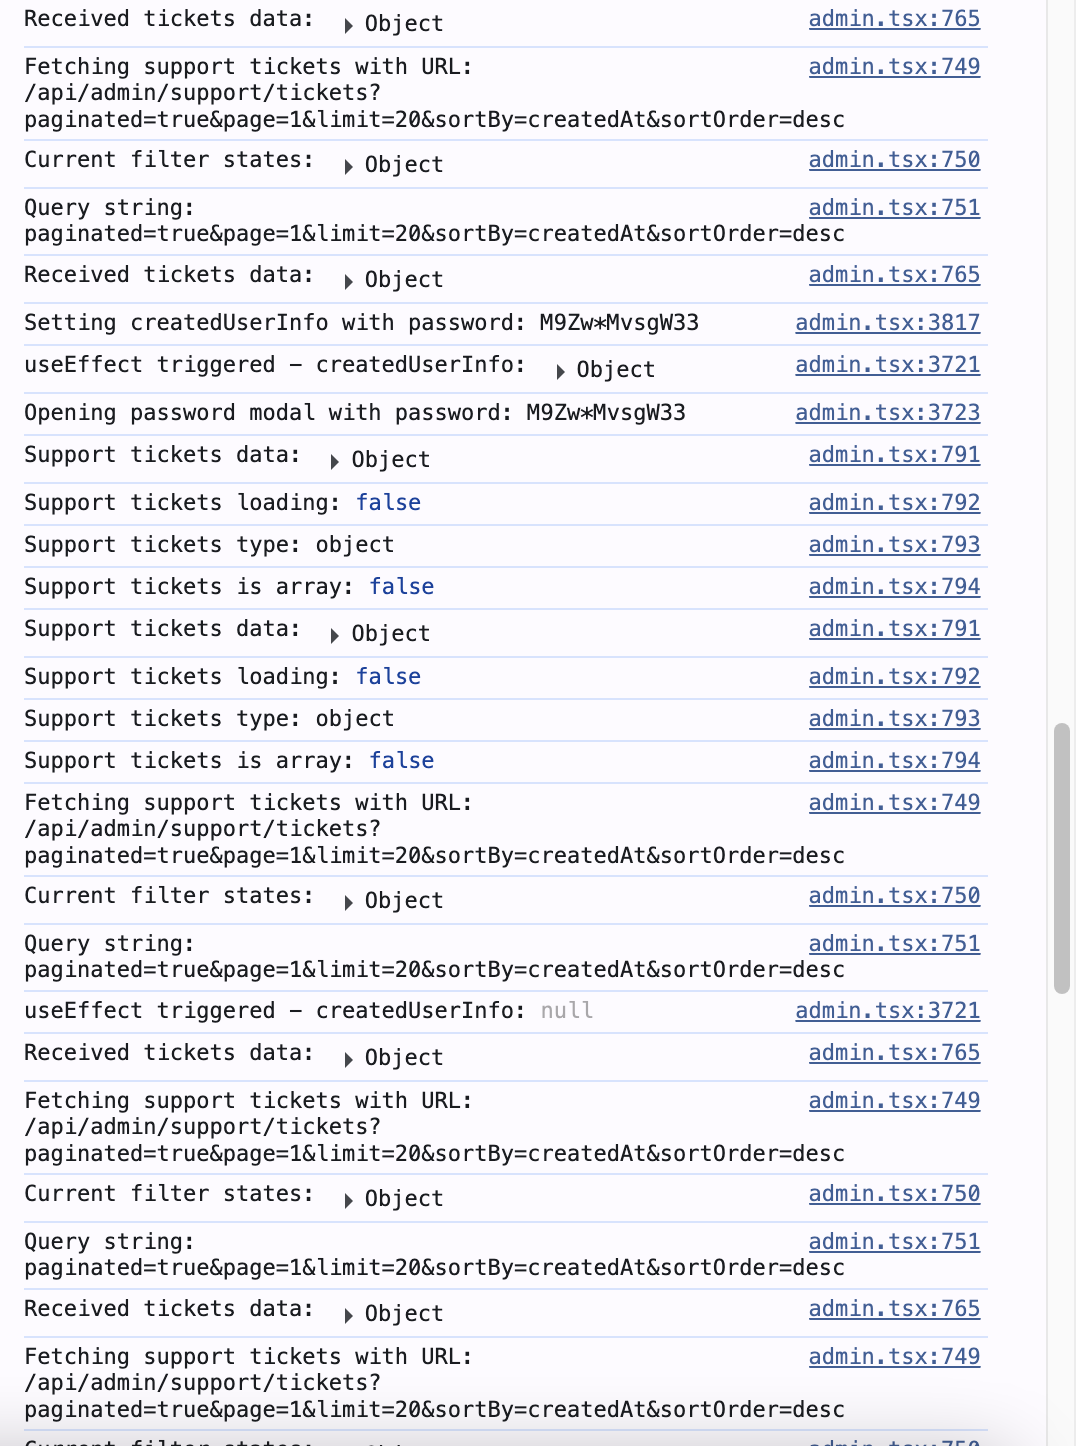 Received tickets data: ▶ Object admin.tsx:765
Fetching support tickets with URL: admin.tsx:749
/api/admin/support/tickets?
paginated=true&page=1&limit=20&sortBy=createdAt&sortOrder=desc
Current filter states: ▶ Object admin.tsx:750
Query string: admin.tsx:751
paginated=true&page=1&limit=20&sortBy=createdAt&sortOrder=desc
Received tickets data: ▶ Object admin.tsx:765
Setting createdUserInfo with password: M9Zw*MvsgW33 admin.tsx:3817
useEffect triggered – createdUserInfo: ▶ Object admin.tsx:3721
Opening password modal with password: M9Zw*MvsgW33 admin.tsx:3723
Support tickets data: ▶ Object admin.tsx:791
Support tickets loading: false admin.tsx:792
Support tickets type: object admin.tsx:793
Support tickets is array: false admin.tsx:794
Support tickets data: ▶ Object admin.tsx:791
Support tickets loading: false admin.tsx:792
Support tickets type: object admin.tsx:793
Support tickets is array: false admin.tsx:794
Fetching support tickets with URL: admin.tsx:749
/api/admin/support/tickets?
paginated=true&page=1&limit=20&sortBy=createdAt&sortOrder=desc
Current filter states: ▶ Object admin.tsx:750
Query string: admin.tsx:751
paginated=true&page=1&limit=20&sortBy=createdAt&sortOrder=desc
useEffect triggered – createdUserInfo: null admin.tsx:3721
Received tickets data: ▶ Object admin.tsx:765
Fetching support tickets with URL: admin.tsx:749
/api/admin/support/tickets?
paginated=true&page=1&limit=20&sortBy=createdAt&sortOrder=desc
Current filter states: ▶ Object admin.tsx:750
Query string: admin.tsx:751
paginated=true&page=1&limit=20&sortBy=createdAt&sortOrder=desc
Received tickets data: ▶ Object admin.tsx:765
Fetching support tickets with URL: admin.tsx:749
/api/admin/support/tickets?
paginated=true&page=1&limit=20&sortBy=createdAt&sortOrder=desc